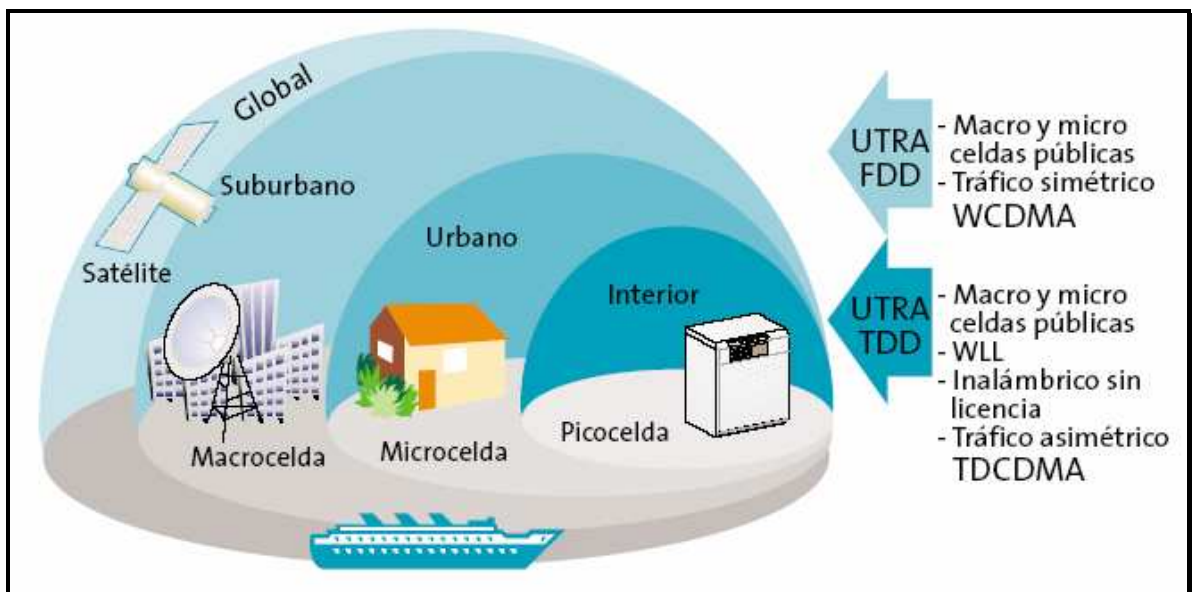 Global
Suburbano
Satélite
Urbano
Interior
Macrocelda
Microcelda
Picocelda
UTRA
FDD
- Macro y micro
celdas públicas
- Tráfico simétrico
WCDMA
UTRA
TDD
- Macro y micro
celdas públicas
- WLL
- Inalámbrico sin
licencia
- Tráfico asimétrico
TDCDMA